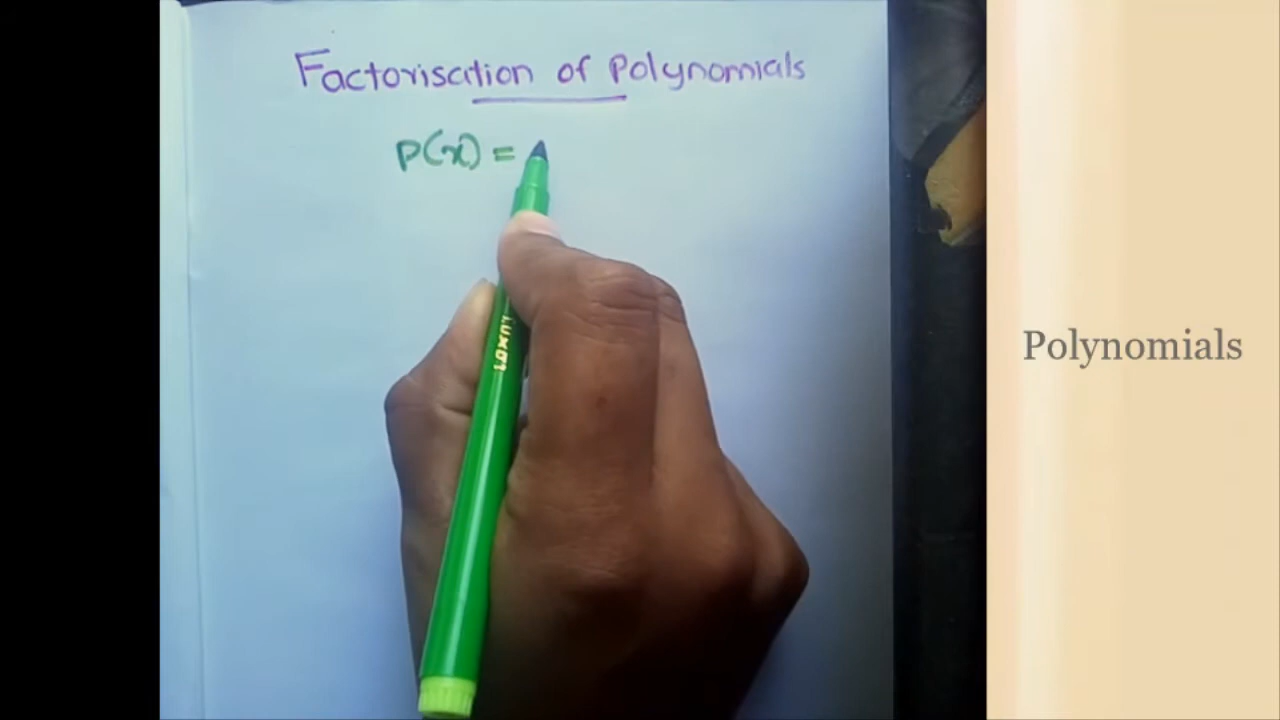 Factorisation of Polynomials
P(x) =
LUXOR
Polynomials